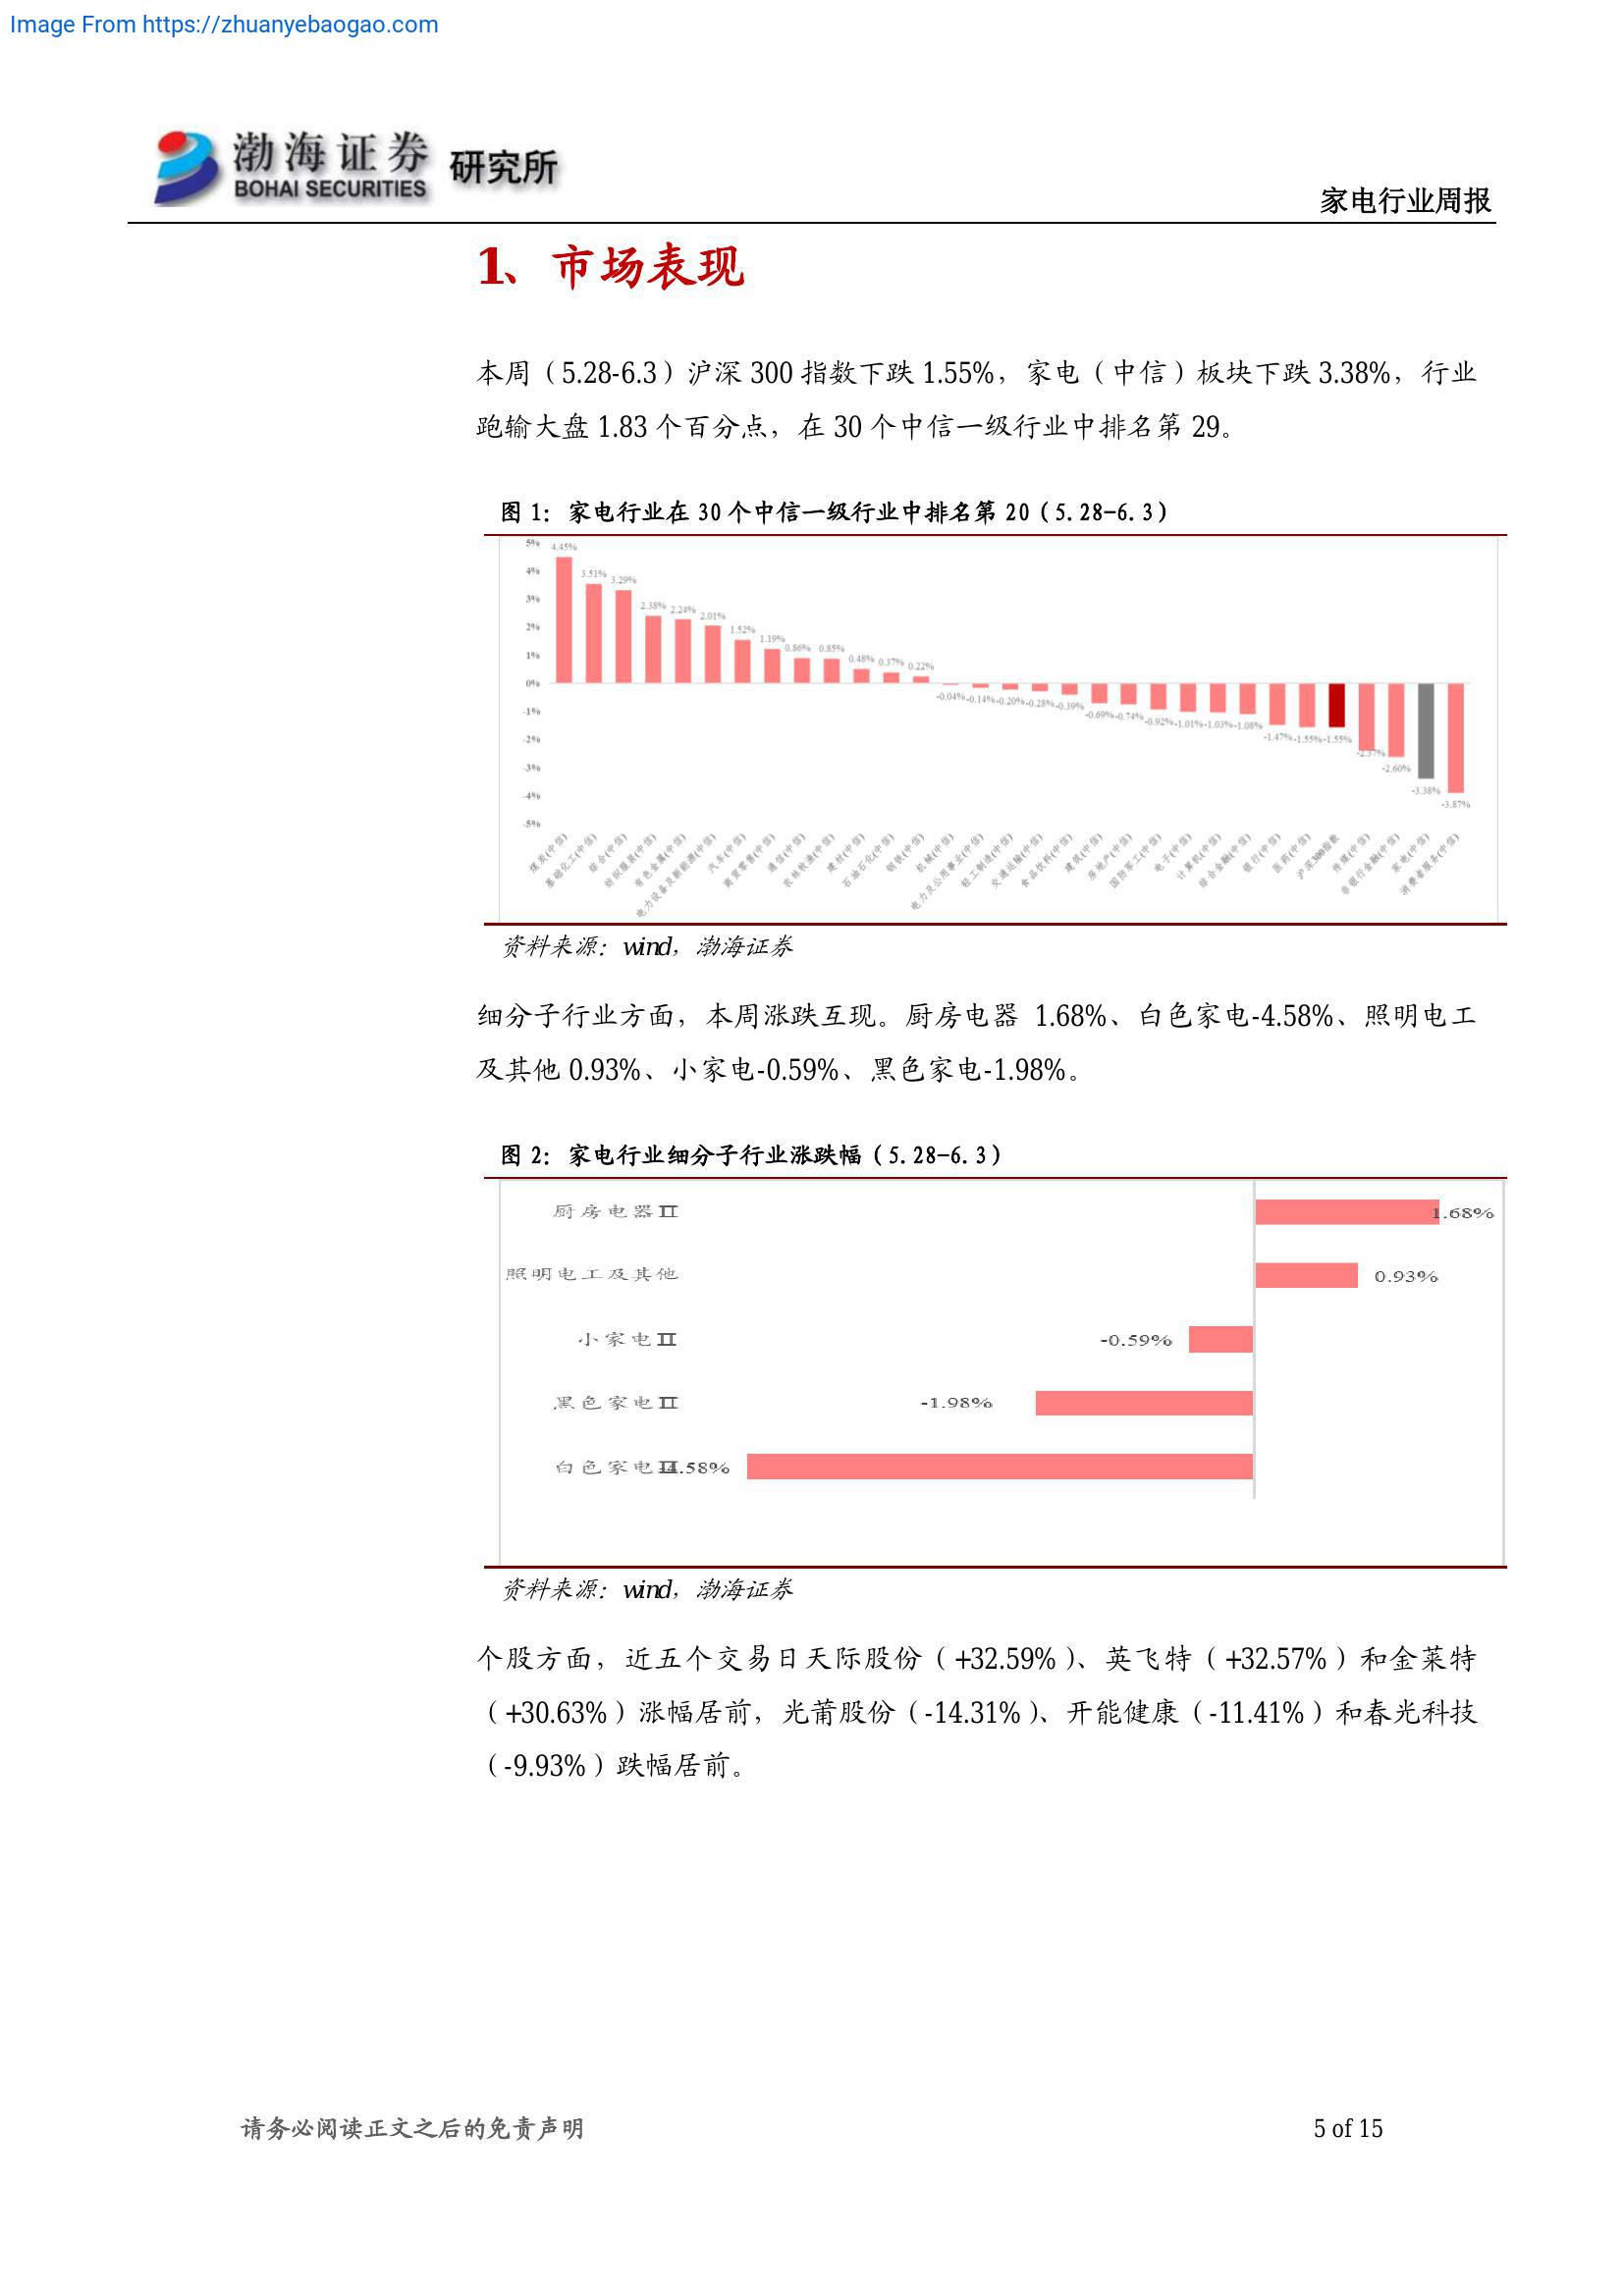 Image From https://zhuanyebaogao.com
渤海证券 研究所
BOHAI SECURITIES
家电行业周报
1、市场表现
本周（5.28-6.3）沪深 300 指数下跌 1.55%，家电（中信）板块下跌 3.38%，行业
跑输大盘 1.83 个百分点，在 30 个中信一级行业中排名第 29。
图 1：家电行业在 30 个中信一级行业中排名第 20（5.28-6.3）
5%
4%
3%
2%
1%
0%
-1%
-2%
-3%
-4%
-5%
4.45% 3.51% 3.29% 2.38% 2.24% 2.01% 1.52% 1.19% 0.86% 0.85% 0.48% 0.37% 0.22%
-0.04% -0.14% -0.20% -0.28% -0.39% -0.69% -0.74% -0.92% -1.01% -1.03% -1.08% -1.47% -1.55% -1.55% -2.37% -2.60% -3.38% -3.87%
煤炭(中信)
基础化工(中信)
综合(中信)
纺织服装(中信)
有色金属(中信)
电力设备及新能源(中信)
汽车(中信)
商贸零售(中信)
通信(中信)
农林牧渔(中信)
建材(中信)
石油石化(中信)
钢铁(中信)
机械(中信)
电力及公用事业(中信)
轻工制造(中信)
交通运输(中信)
食品饮料(中信)
建筑(中信)
房地产(中信)
国防军工(中信)
电子(中信)
计算机(中信)
综合金融(中信)
银行(中信)
医药(中信)
沪深300指数
传媒(中信)
非银行金融(中信)
家电(中信)
消费者服务(中信)
资料来源：wind，渤海证券
细分子行业方面，本周涨跌互现。厨房电器 1.68%、白色家电-4.58%、照明电工
及其他 0.93%、小家电-0.59%、黑色家电-1.98%。
图 2：家电行业细分子行业涨跌幅（5.28-6.3）
厨房电器II 1.68%
照明电工及其他 0.93%
小家电II -0.59%
黑色家电II -1.98%
白色家电II -4.58%
资料来源：wind，渤海证券
个股方面，近五个交易日天际股份（+32.59%）、英飞特（+32.57%）和金莱特
（+30.63%）涨幅居前，光莆股份（-14.31%）、开能健康（-11.41%）和春光科技
（-9.93%）跌幅居前。
请务必阅读正文之后的免责声明
5 of 15